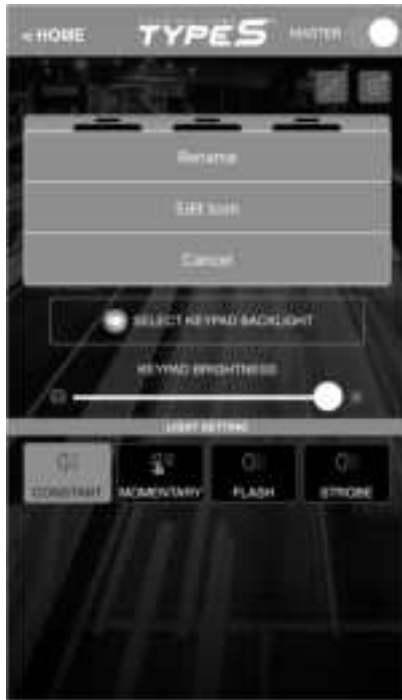 < HOME TYPE S MASTER
Rename
Edit Icon
Cancel
SELECT KEYPAD BACKLIGHT
KEYPAD BRIGHTNESS
LIGHT SETTING
CONSTANT MOMENTARY FLASH STROBE